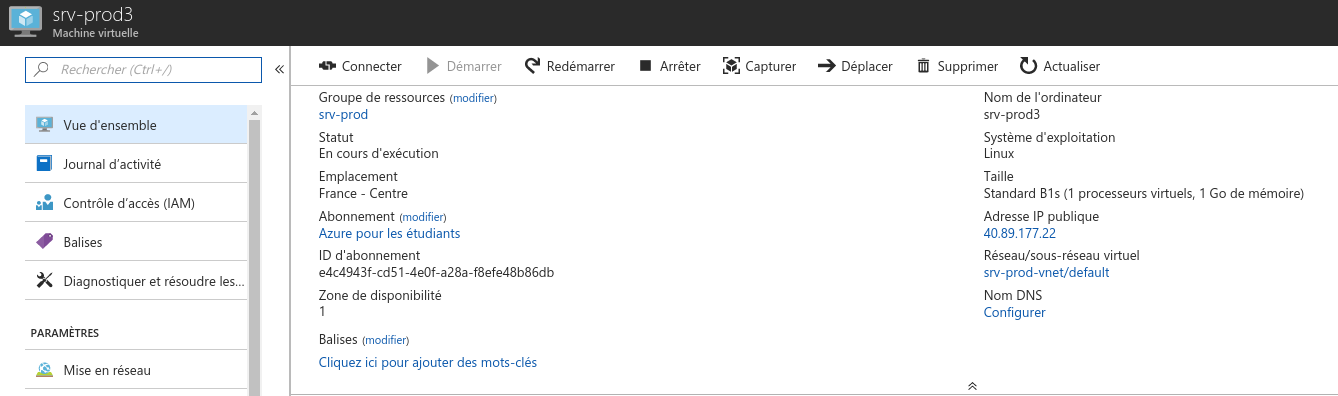 srv-prod3
Machine virtuelle
Rechercher (Ctrl+/)
«
Vue d'ensemble
Journal d’activité
Contrôle d’accès (IAM)
Balises
Diagnostiquer et résoudre les...
PARAMÈTRES
Mise en réseau
Connecter
Démarrer
Redémarrer
Arrêter
Capturer
Déplacer
Supprimer
Actualiser
Groupe de ressources (modifier)
srv-prod
Statut
En cours d'exécution
Emplacement
France - Centre
Abonnement (modifier)
Azure pour les étudiants
ID d'abonnement
e4c4943f-cd51-4e0f-a28a-f8efe48b86db
Zone de disponibilité
1
Balises (modifier)
Cliquez ici pour ajouter des mots-clés
Nom de l'ordinateur
srv-prod3
Système d'exploitation
Linux
Taille
Standard B1s (1 processeurs virtuels, 1 Go de mémoire)
Adresse IP publique
40.89.177.22
Réseau/sous-réseau virtuel
srv-prod-vnet/default
Nom DNS
Configurer